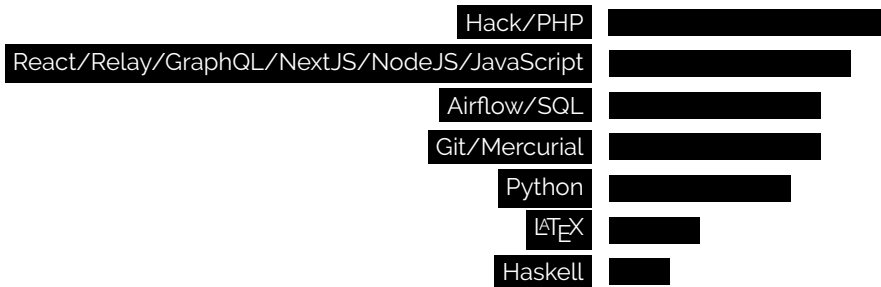 Hack/PHP
React/Relay/GraphQL/NextJS/NodeJS/JavaScript
Airflow/SQL
Git/Mercurial
Python
LATEX
Haskell